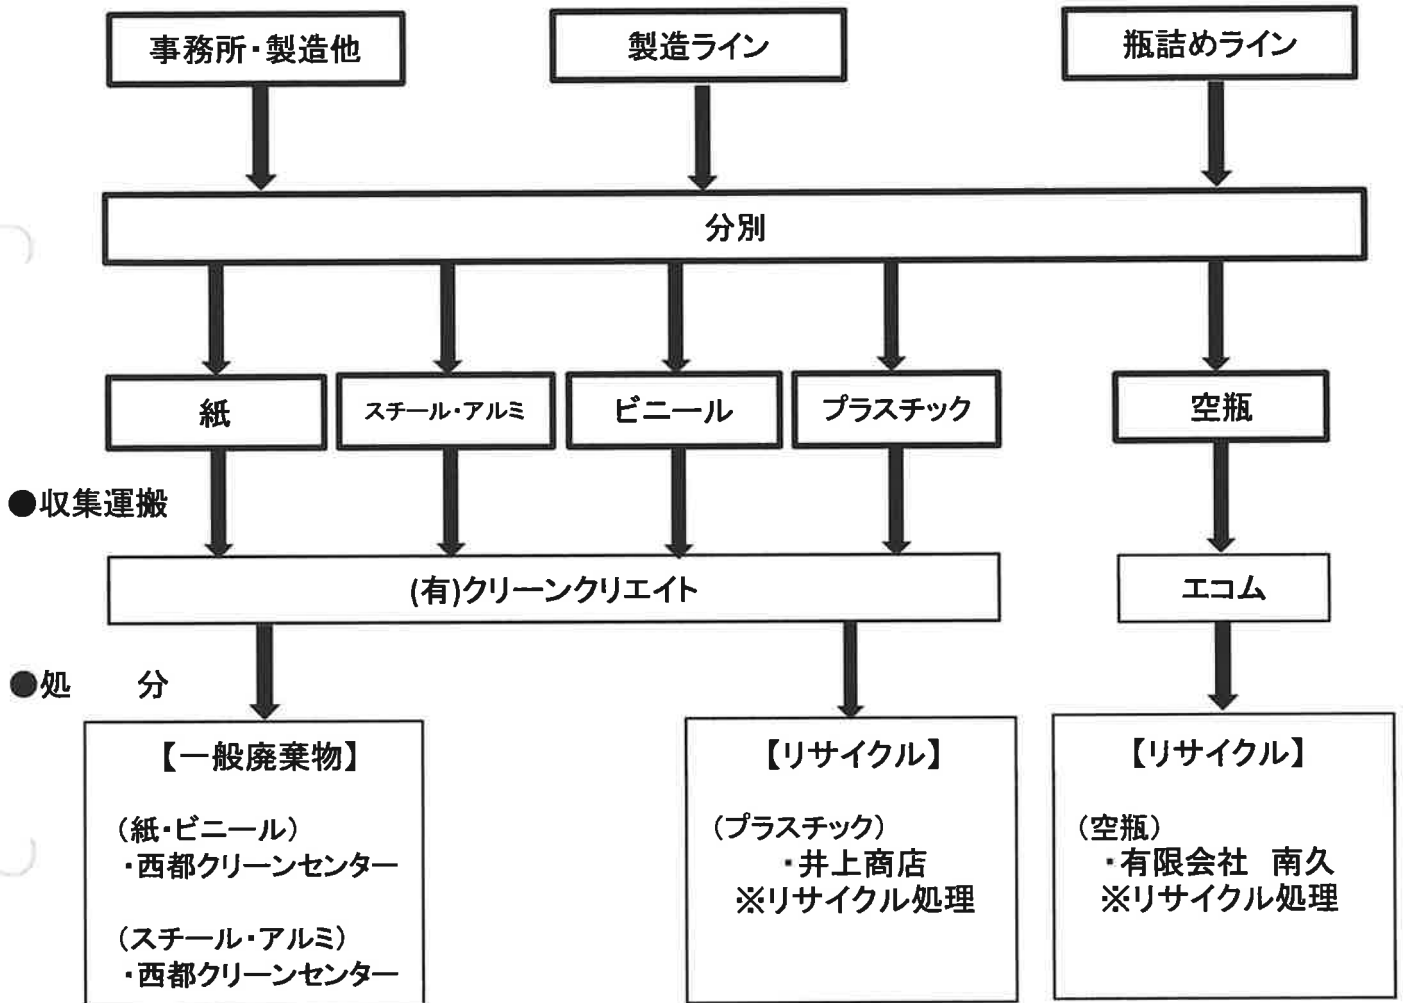 事務所・製造他
製造ライン
瓶詰めライン
分別
紙
スチール・アルミ
ビニール
プラスチック
空瓶
●収集運搬
(有)クリーンクリエイト
エコム
●処　　分
【一般廃棄物】
(紙・ビニール)
・西都クリーンセンター
(スチール・アルミ)
・西都クリーンセンター
【リサイクル】
(プラスチック)
・井上商店
※リサイクル処理
【リサイクル】
(空瓶)
・有限会社　南久
※リサイクル処理